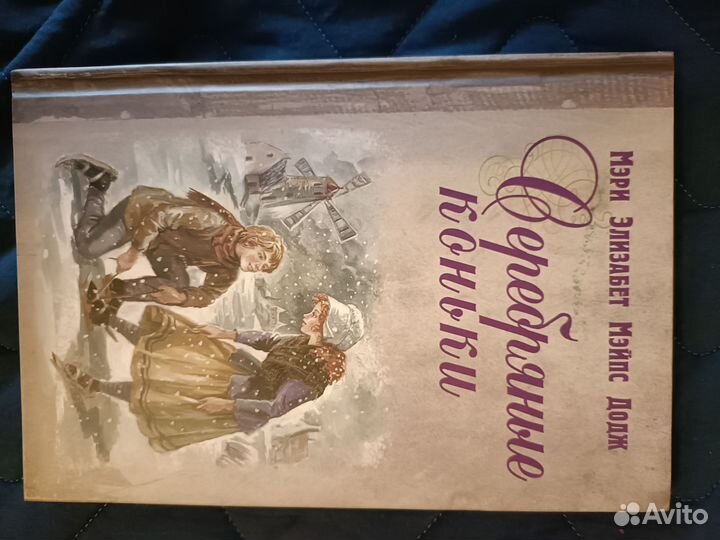 Мэри Элизабет Мэйпс Додж
Серебряные
коньки
Avito